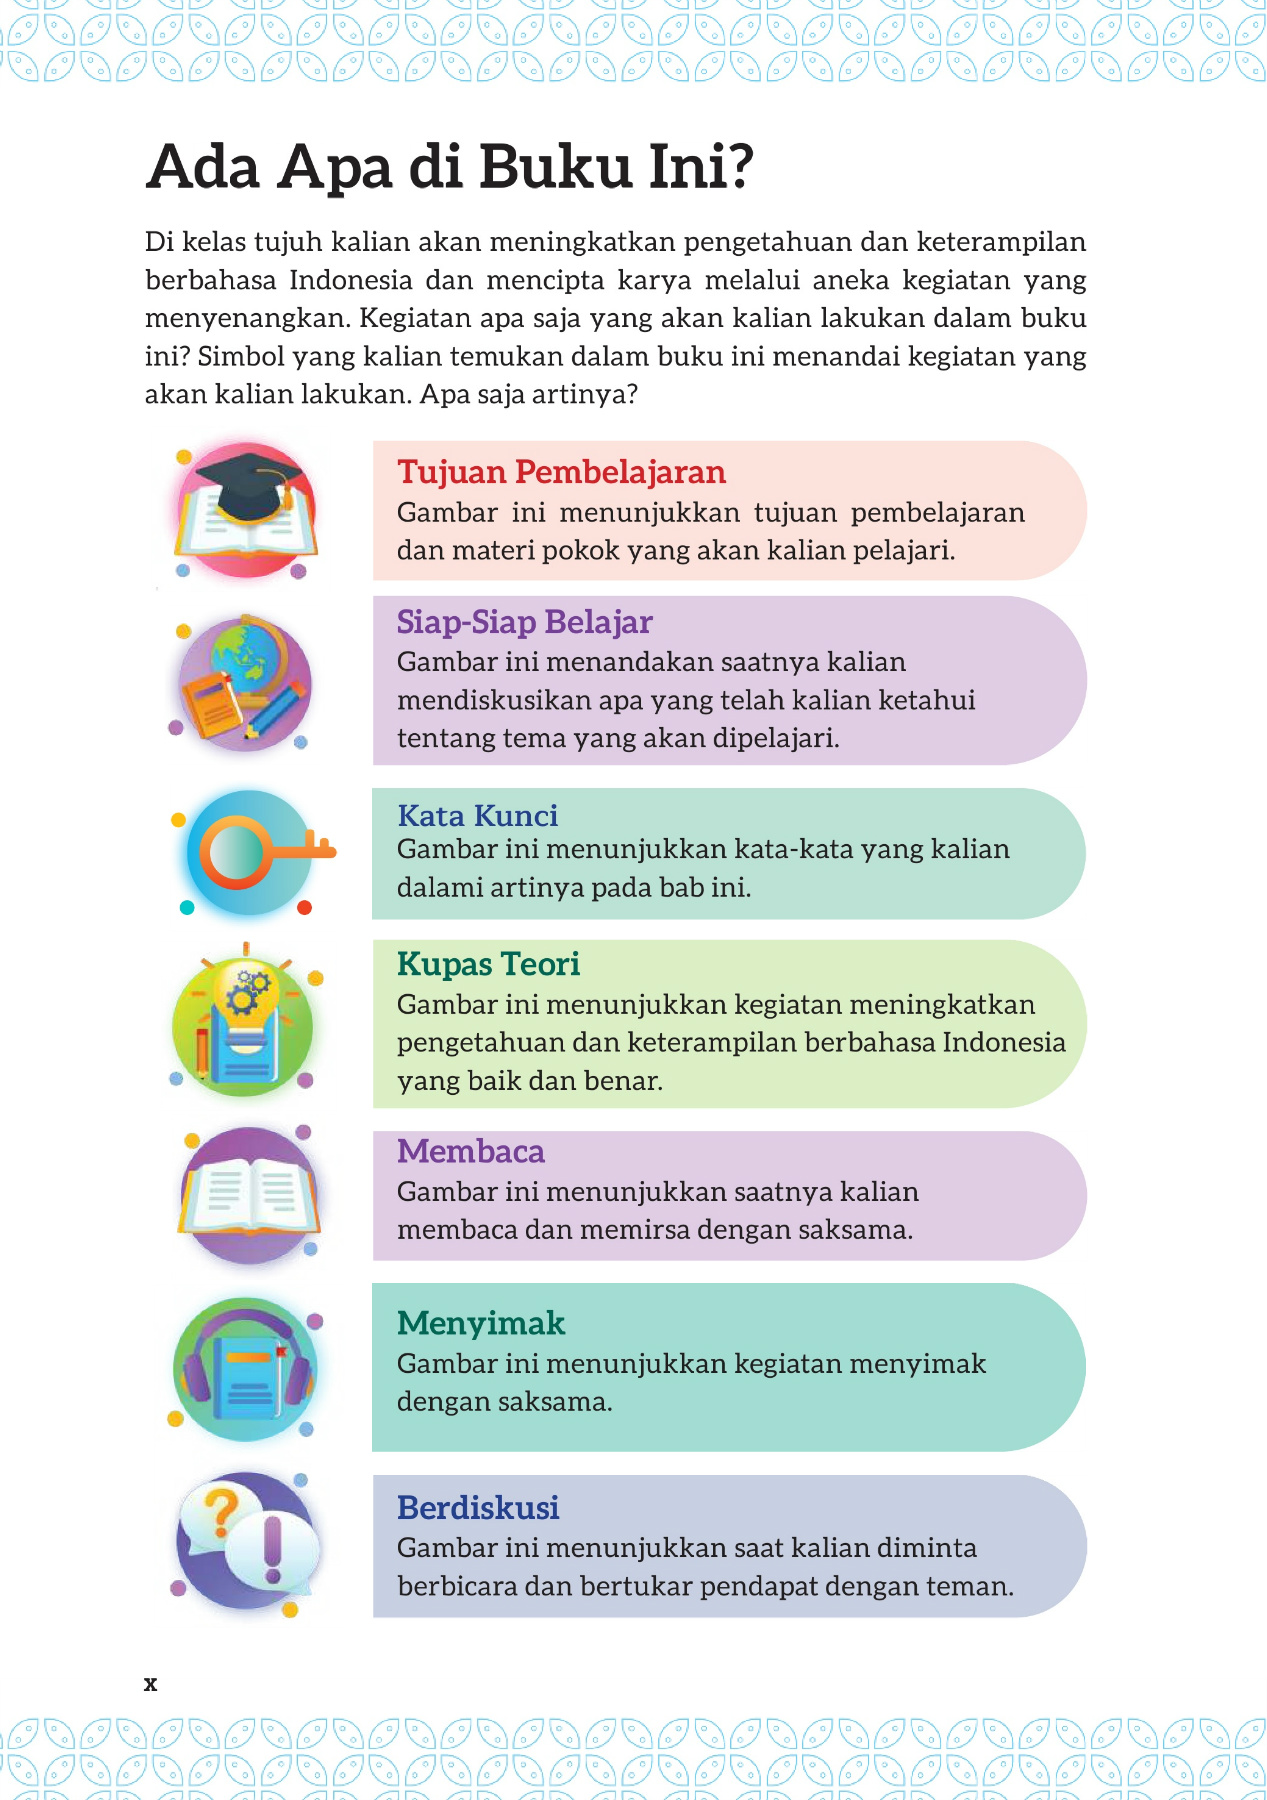 Ada Apa di Buku Ini?
Di kelas tujuh kalian akan meningkatkan pengetahuan dan keterampilan
berbahasa Indonesia dan mencipta karya melalui aneka kegiatan yang
menyenangkan. Kegiatan apa saja yang akan kalian lakukan dalam buku
ini? Simbol yang kalian temukan dalam buku ini menandai kegiatan yang
akan kalian lakukan. Apa saja artinya?
Tujuan Pembelajaran
Gambar ini menunjukkan tujuan pembelajaran
dan materi pokok yang akan kalian pelajari.
Siap-Siap Belajar
Gambar ini menandakan saatnya kalian
mendiskusikan apa yang telah kalian ketahui
tentang tema yang akan dipelajari.
Kata Kunci
Gambar ini menunjukkan kata-kata yang kalian
dalami artinya pada bab ini.
Kupas Teori
Gambar ini menunjukkan kegiatan meningkatkan
pengetahuan dan keterampilan berbahasa Indonesia
yang baik dan benar.
Membaca
Gambar ini menunjukkan saatnya kalian
membaca dan memirsa dengan saksama.
Menyimak
Gambar ini menunjukkan kegiatan menyimak
dengan saksama.
? !
Berdiskusi
Gambar ini menunjukkan saat kalian diminta
berbicara dan bertukar pendapat dengan teman.
x